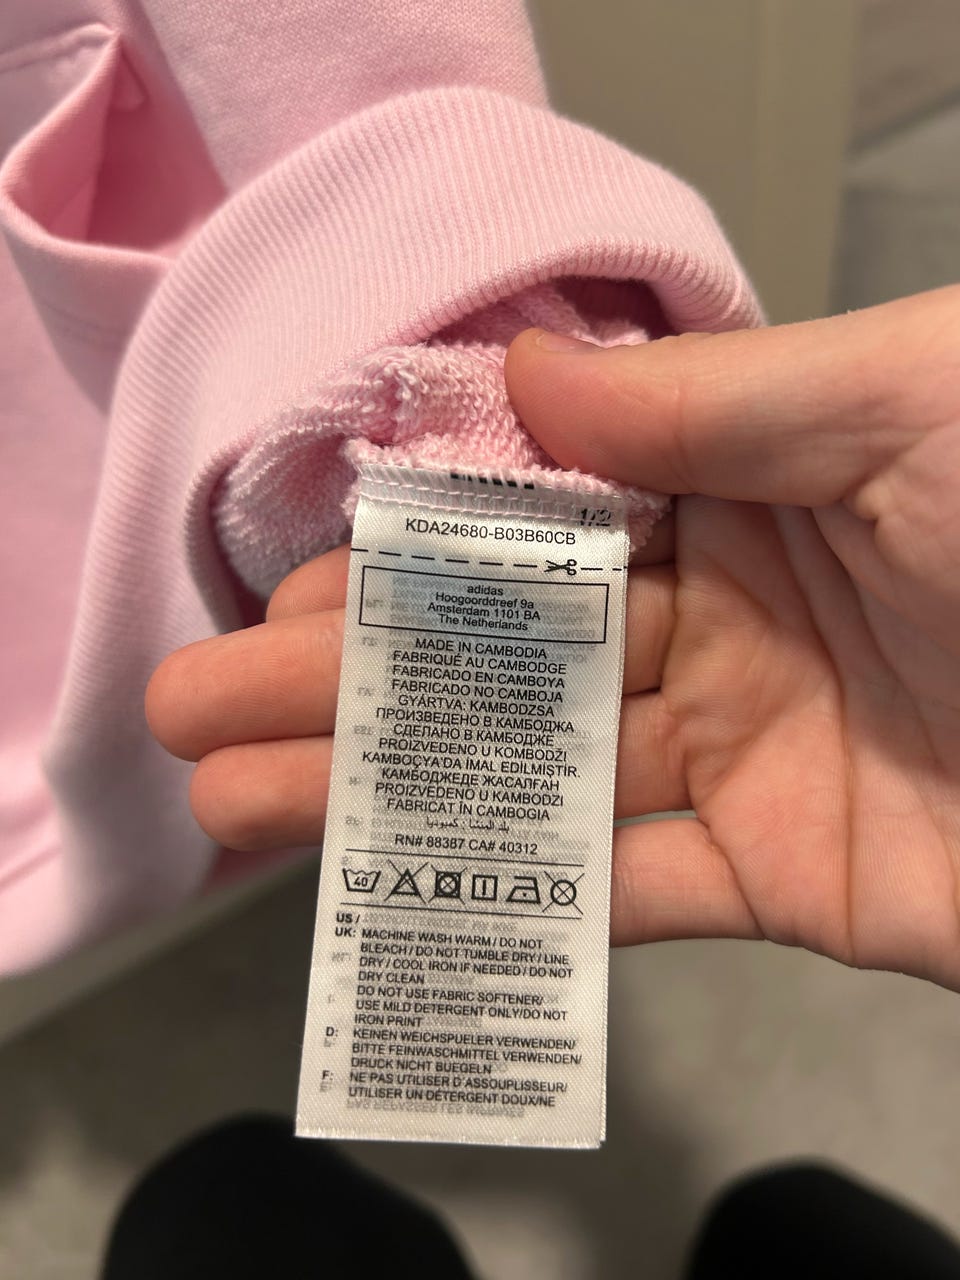 1/2
KDA24680-B03B60CB
adidas
Hoogoorddreef 9a
Amsterdam 1101 BA
The Netherlands
MADE IN CAMBODIA
FABRIQUÉ AU CAMBODGE
FABRICADO EN CAMBOYA
FABRICADO NO CAMBOJA
GYÁRTVA: KAMBODZSA
ПРОИЗВЕДЕНО В КАМБОДЖА
СДЕЛАНО В КАМБОДЖЕ
PROIZVEDENO U KOMBODŽI
KAMBOÇYA'DA İMAL EDİLMİŞTİR.
КАМБОДЖЕДЕ ЖАСАЛҒАН
PROIZVEDENO U KAMBODZI
FABRICAT ÎN CAMBOGIA
بلد المنشأ : كمبوديا
RN# 88387 CA# 40312
40
US /
UK: MACHINE WASH WARM / DO NOT
BLEACH / DO NOT TUMBLE DRY / LINE
DRY / COOL IRON IF NEEDED / DO NOT
DRY CLEAN
DO NOT USE FABRIC SOFTENER/
USE MILD DETERGENT ONLY/DO NOT
IRON PRINT
D: KEINEN WEICHSPUELER VERWENDEN/
BITTE FEINWASCHMITTEL VERWENDEN/
DRUCK NICHT BUEGELN
F: NE PAS UTILISER D'ASSOUPLISSEUR/
UTILISER UN DÉTERGENT DOUX/NE